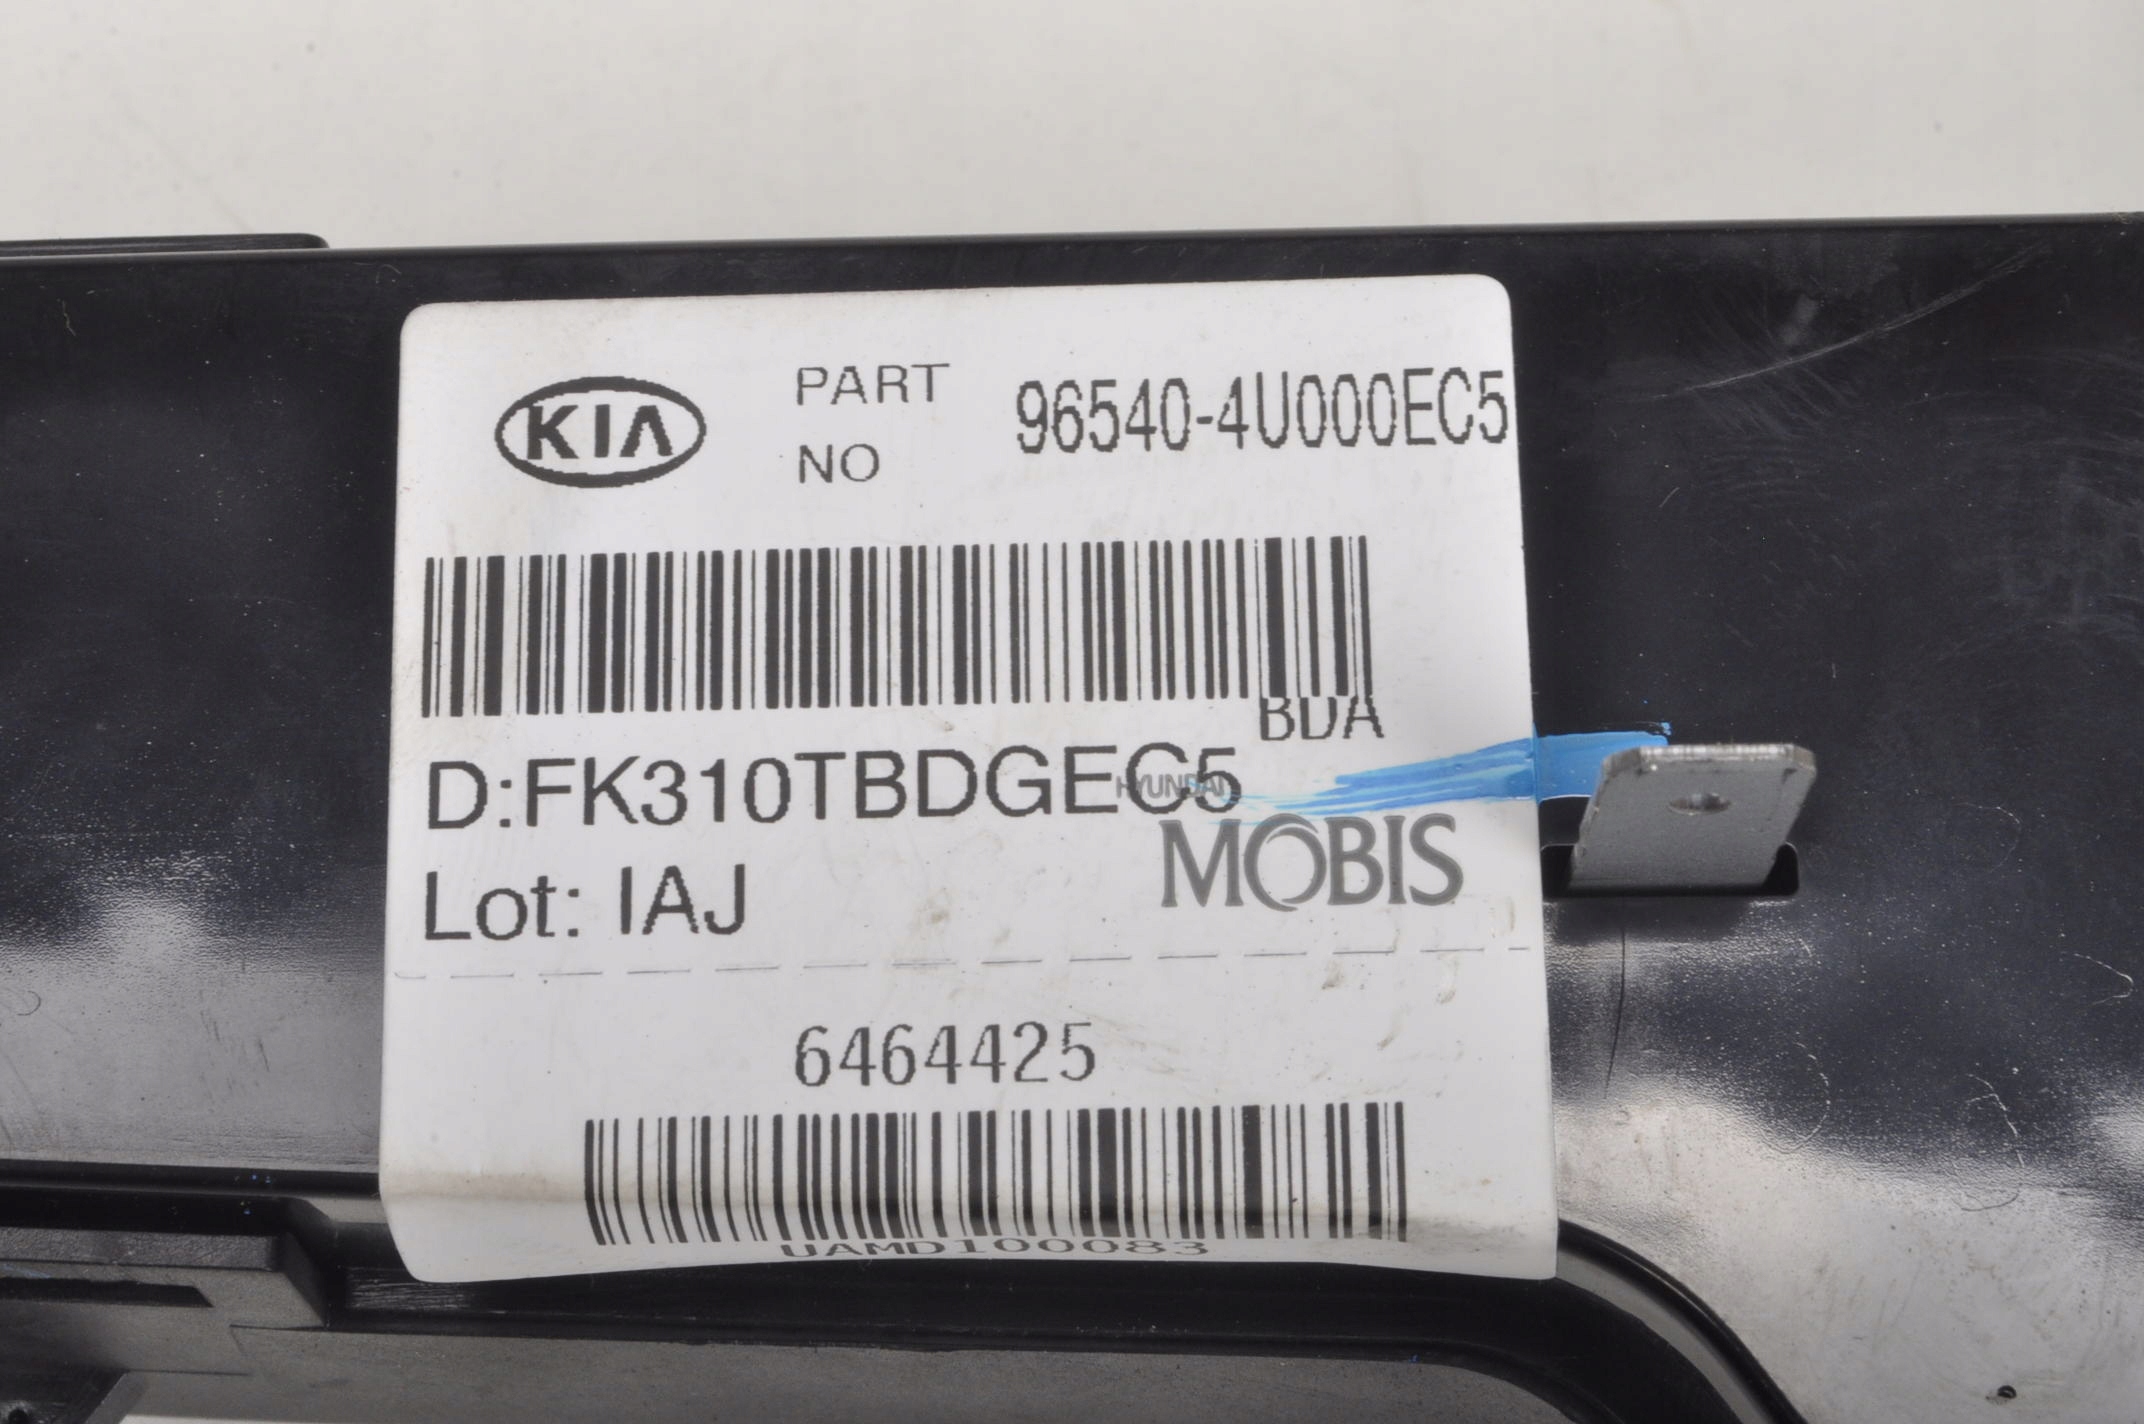 KIA
PART NO
96540-4U000EC5
BDA
D:FK310TBDGEC5
HYUNDAI
MOBIS
Lot: IAJ
6464425
UAMD100083